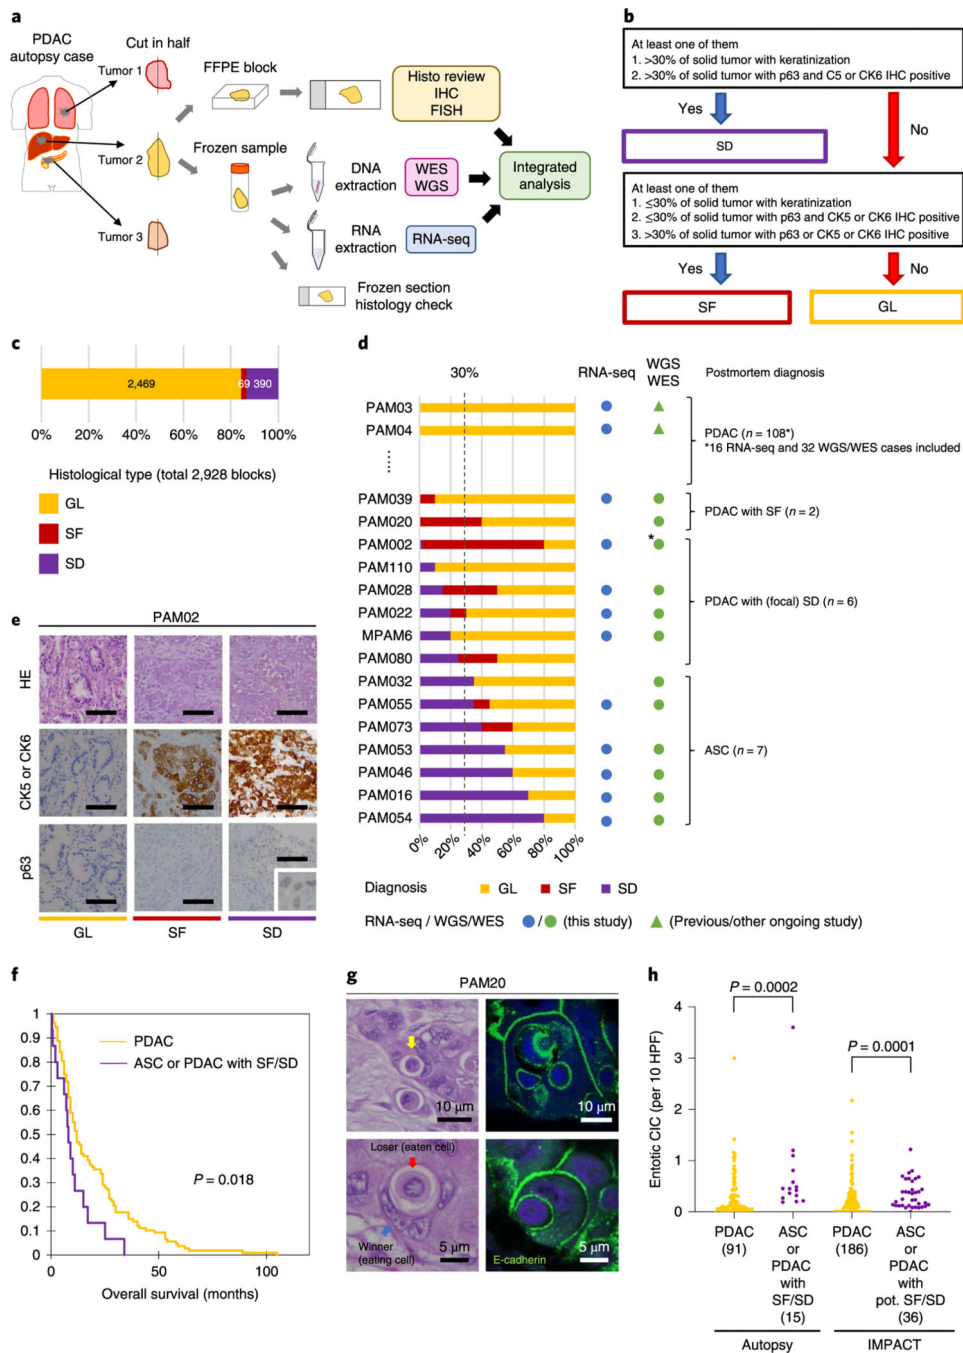 a
PDAC
autopsy case
Cut in half
Tumor 1
Tumor 2
Tumor 3
FFPE block
Frozen sample
Histo review
IHC
FISH
DNA
extraction
WES
WGS
RNA
extraction
RNA-seq
Integrated
analysis
Frozen section
histology check
b
At least one of them
1. >30% of solid tumor with keratinization
2. >30% of solid tumor with p63 and C5 or CK6 IHC positive
Yes
No
SD
At least one of them
1. ≤30% of solid tumor with keratinization
2. ≤30% of solid tumor with p63 and CK5 or CK6 IHC positive
3. >30% of solid tumor with p63 or CK5 or CK6 IHC positive
Yes
No
SF
GL
c
0% 20% 40% 60% 80% 100%
2,469 69 390
0% 20% 40% 60% 80% 100%
Histological type (total 2,928 blocks)
GL
SF
SD
d
30%
RNA-seq
WGS
WES
Postmortem diagnosis
PAM03
PAM04
PDAC (n = 108*)
*16 RNA-seq and 32 WGS/WES cases included
PAM039
PAM020
PDAC with SF (n = 2)
PAM002
*
PAM110
PAM028
PAM022
MPAM6
PAM080
PDAC with (focal) SD (n = 6)
PAM032
PAM055
PAM073
PAM053
PAM046
PAM016
PAM054
ASC (n = 7)
0% 20% 40% 60% 80% 100%
Diagnosis GL SF SD
RNA-seq / WGS/WES / (this study) (Previous/other ongoing study)
e
PAM02
HE
CK5 or CK6
p63
GL SF SD
f
1
0.9
0.8
0.7
0.6
0.5
0.4
0.3
0.2
0.1
0
PDAC
ASC or PDAC with SF/SD
P = 0.018
0 50 100
Overall survival (months)
g
PAM20
10 µm
10 µm
Loser (eaten cell)
Winner
(eating cell)
5 µm
E-cadherin
5 µm
h
P = 0.0002
P = 0.0001
Entotic CIC (per 10 HPF)
4
3
2
1
0
PDAC
(91)
ASC
or
PDAC
with
SF/SD
(15)
PDAC
(186)
ASC
or
PDAC
with
pot. SF/SD
(36)
Autopsy
IMPACT